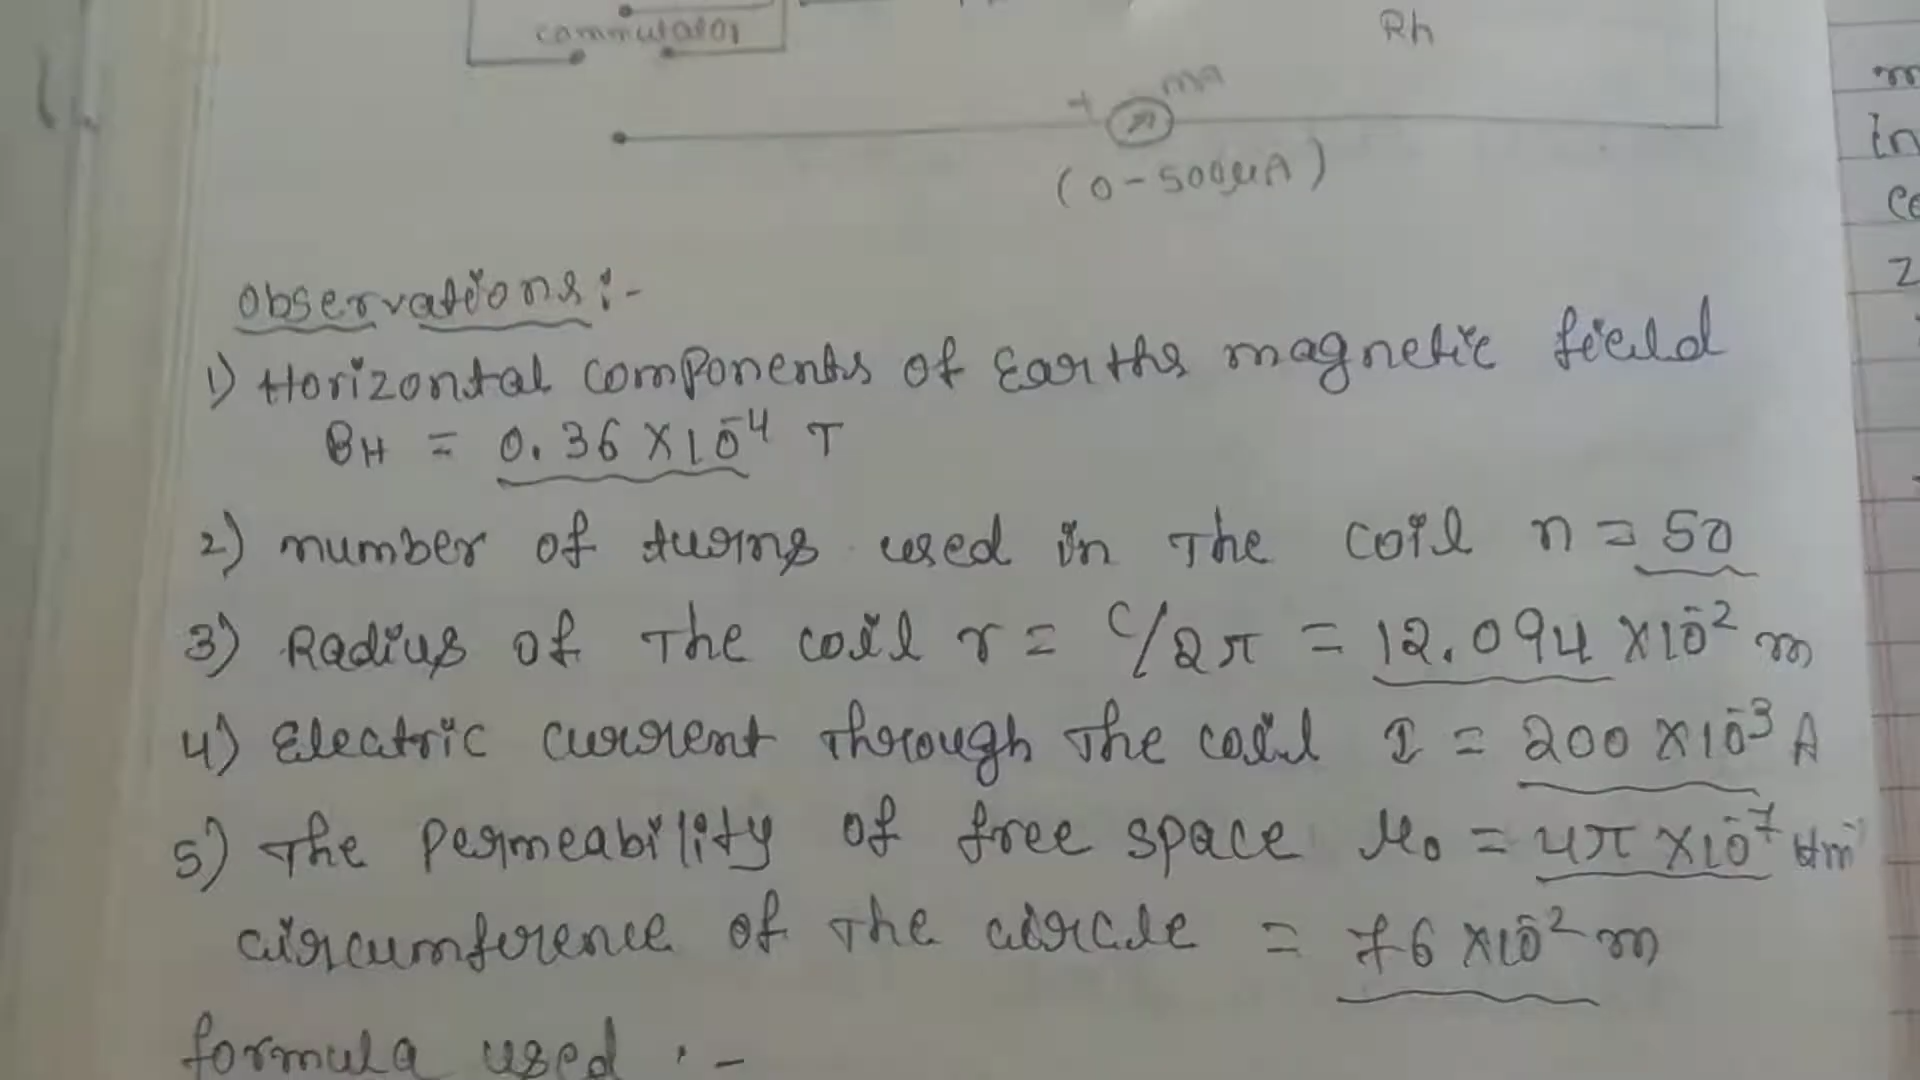 cammutator
Rh
+ mA
(0-500μA)
observations:-
1) Horizontal components of Earths magnetic field
BH = 0.36 × 10⁻⁴ T
2) number of turns used in The coil n = 50
3) Radius of The coil r = c/2π = 12.094 × 10⁻² m
4) Electric current Through The coil I = 200 × 10⁻³ A
5) The Permeability of free space μ₀ = 4π × 10⁻⁷ Hm⁻¹
circumference of The circle = 76 × 10⁻² m
formula used :-
m
in
2